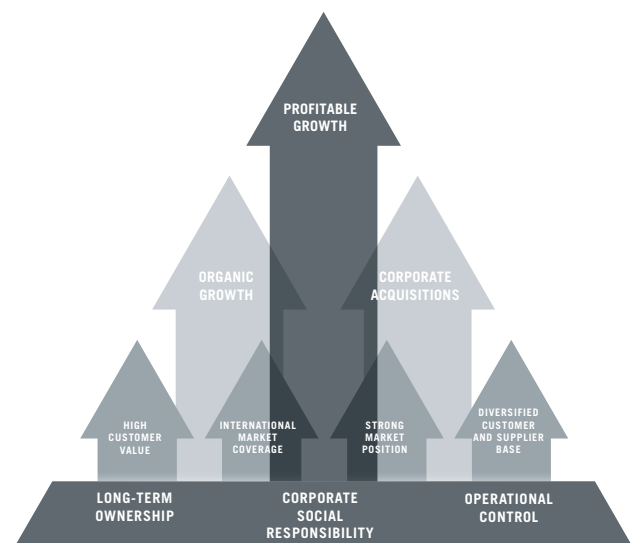 PROFITABLE
GROWTH
ORGANIC
GROWTH
CORPORATE
ACQUISITIONS
HIGH
CUSTOMER
VALUE
INTERNATIONAL
MARKET
COVERAGE
STRONG
MARKET
POSITION
DIVERSIFIED
CUSTOMER
AND SUPPLIER
BASE
LONG-TERM
OWNERSHIP
CORPORATE
SOCIAL
RESPONSIBILITY
OPERATIONAL
CONTROL